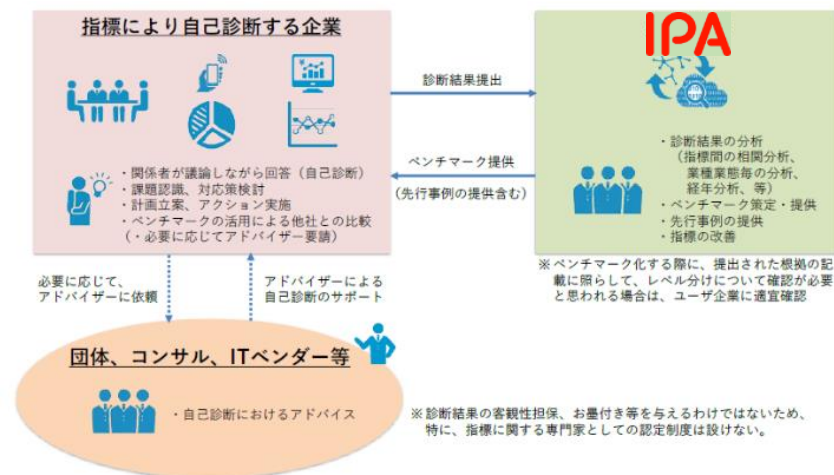 指標により自己診断する企業
・関係者が議論しながら回答（自己診断）
・課題認識、対応策検討
・計画立案、アクション実施
・ベンチマークの活用による他社との比較
（・必要に応じてアドバイザー要請）
診断結果提出
ベンチマーク提供
（先行事例の提供含む）
IPA
・診断結果の分析
（指標間の相関分析、
業種業態毎の分析、
経年分析、等）
・ベンチマーク策定・提供
・先行事例の提供
・指標の改善
※ベンチマーク化する際に、提出された根拠の記
載に照らして、レベル分けについて確認が必要
と思われる場合は、ユーザ企業に適宜確認
必要に応じて、
アドバイザーに依頼
アドバイザーによる
自己診断のサポート
団体、コンサル、ITベンダー等
・自己診断におけるアドバイス
※診断結果の客観性担保、お墨付き等を与えるわけではないため、
特に、指標に関する専門家としての認定制度は設けない。